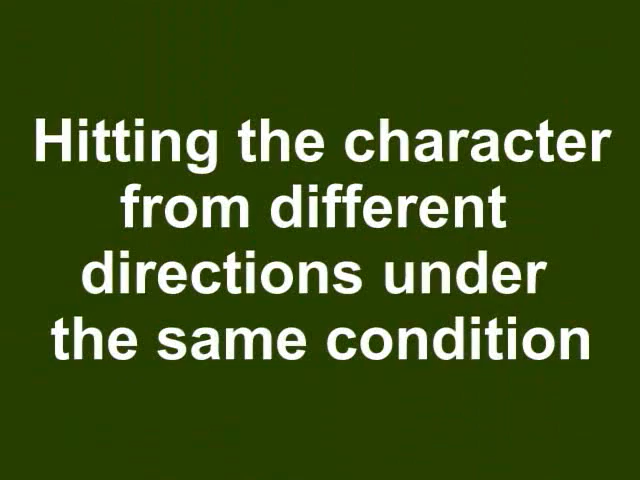 Hitting the character
from different
directions under
the same condition